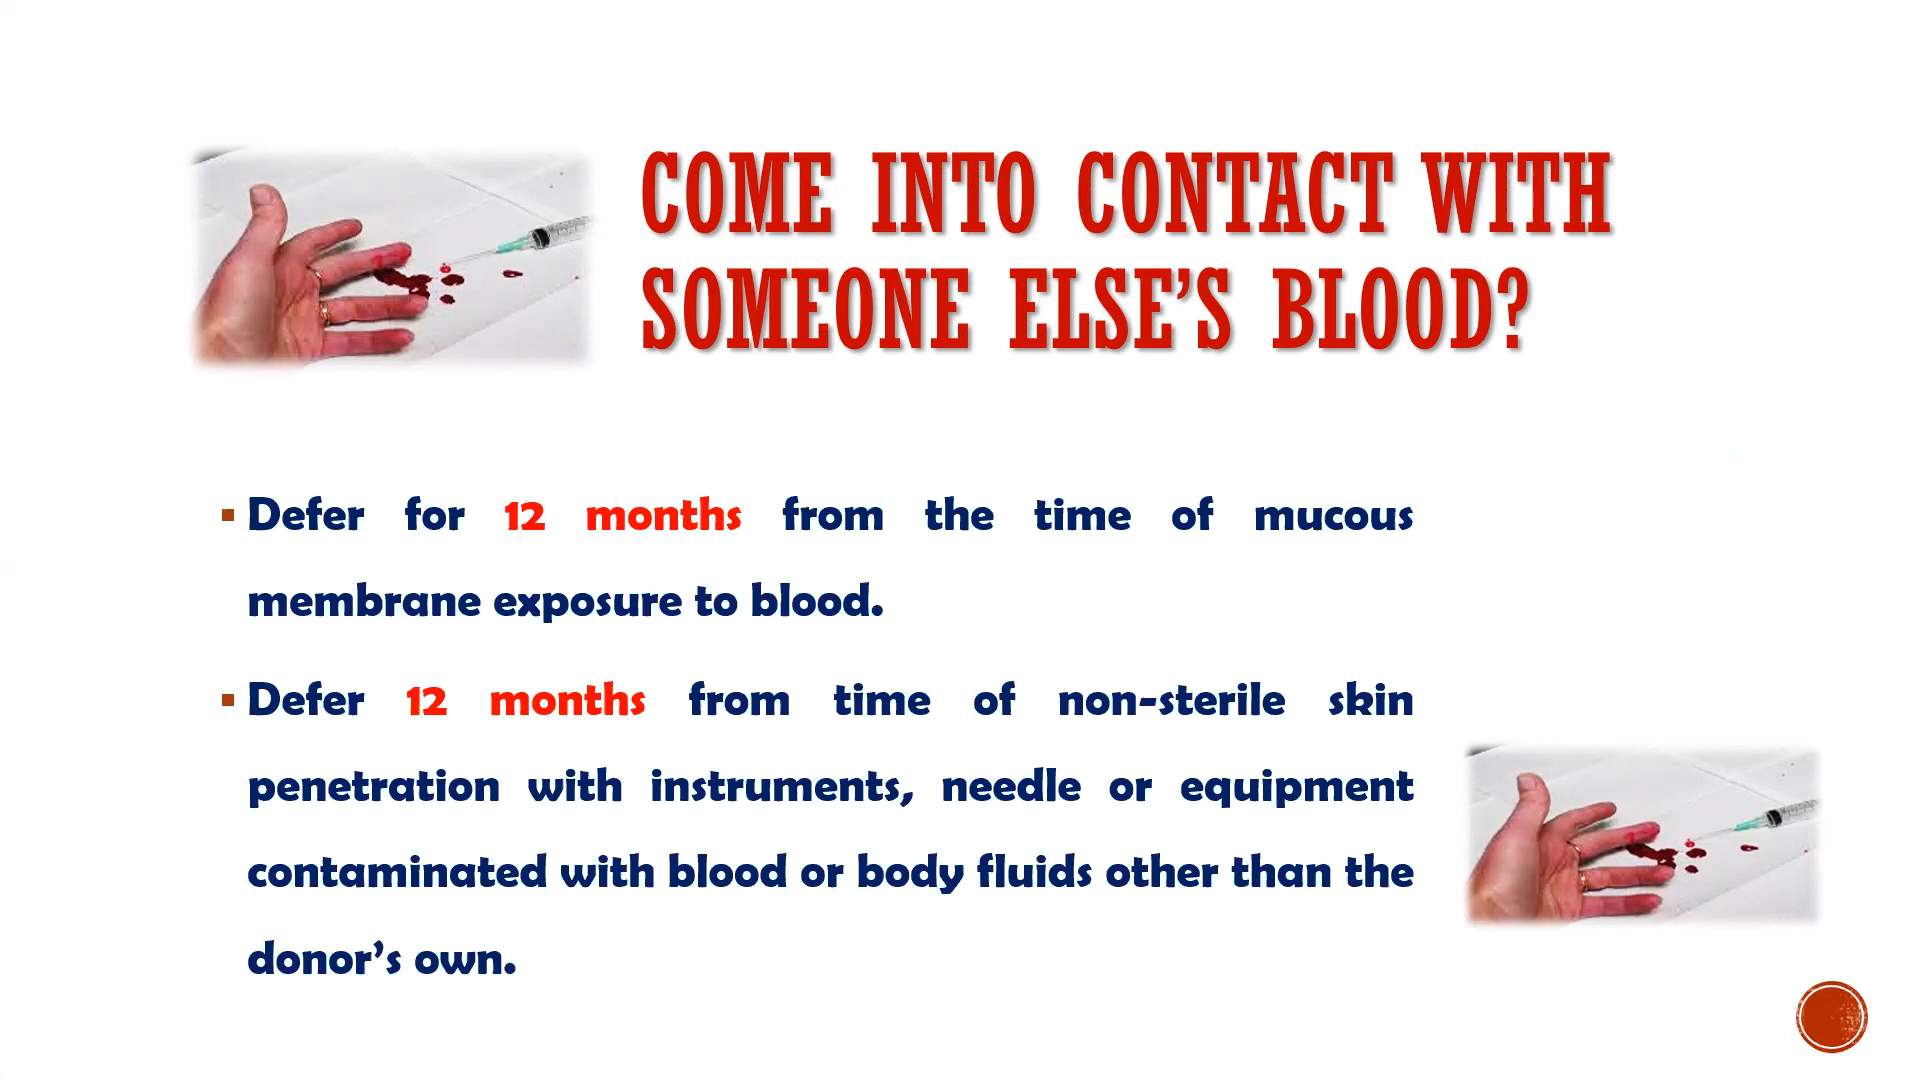 COME INTO CONTACT WITH
SOMEONE ELSE’S BLOOD?
▪ Defer for 12 months from the time of mucous
membrane exposure to blood.
▪ Defer 12 months from time of non-sterile skin
penetration with instruments, needle or equipment
contaminated with blood or body fluids other than the
donor’s own.